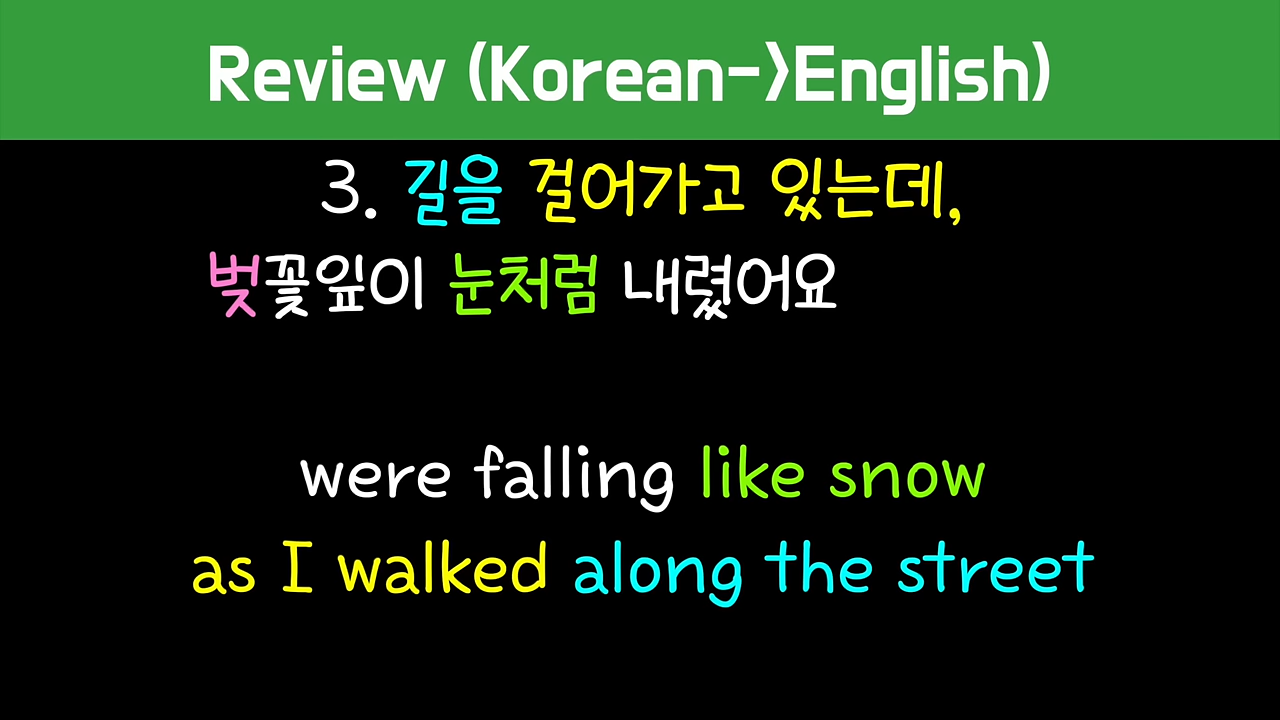 Review (Korean->English)
3. 길을 걸어가고 있는데,
벚꽃잎이 눈처럼 내렸어요
were falling like snow
as I walked along the street